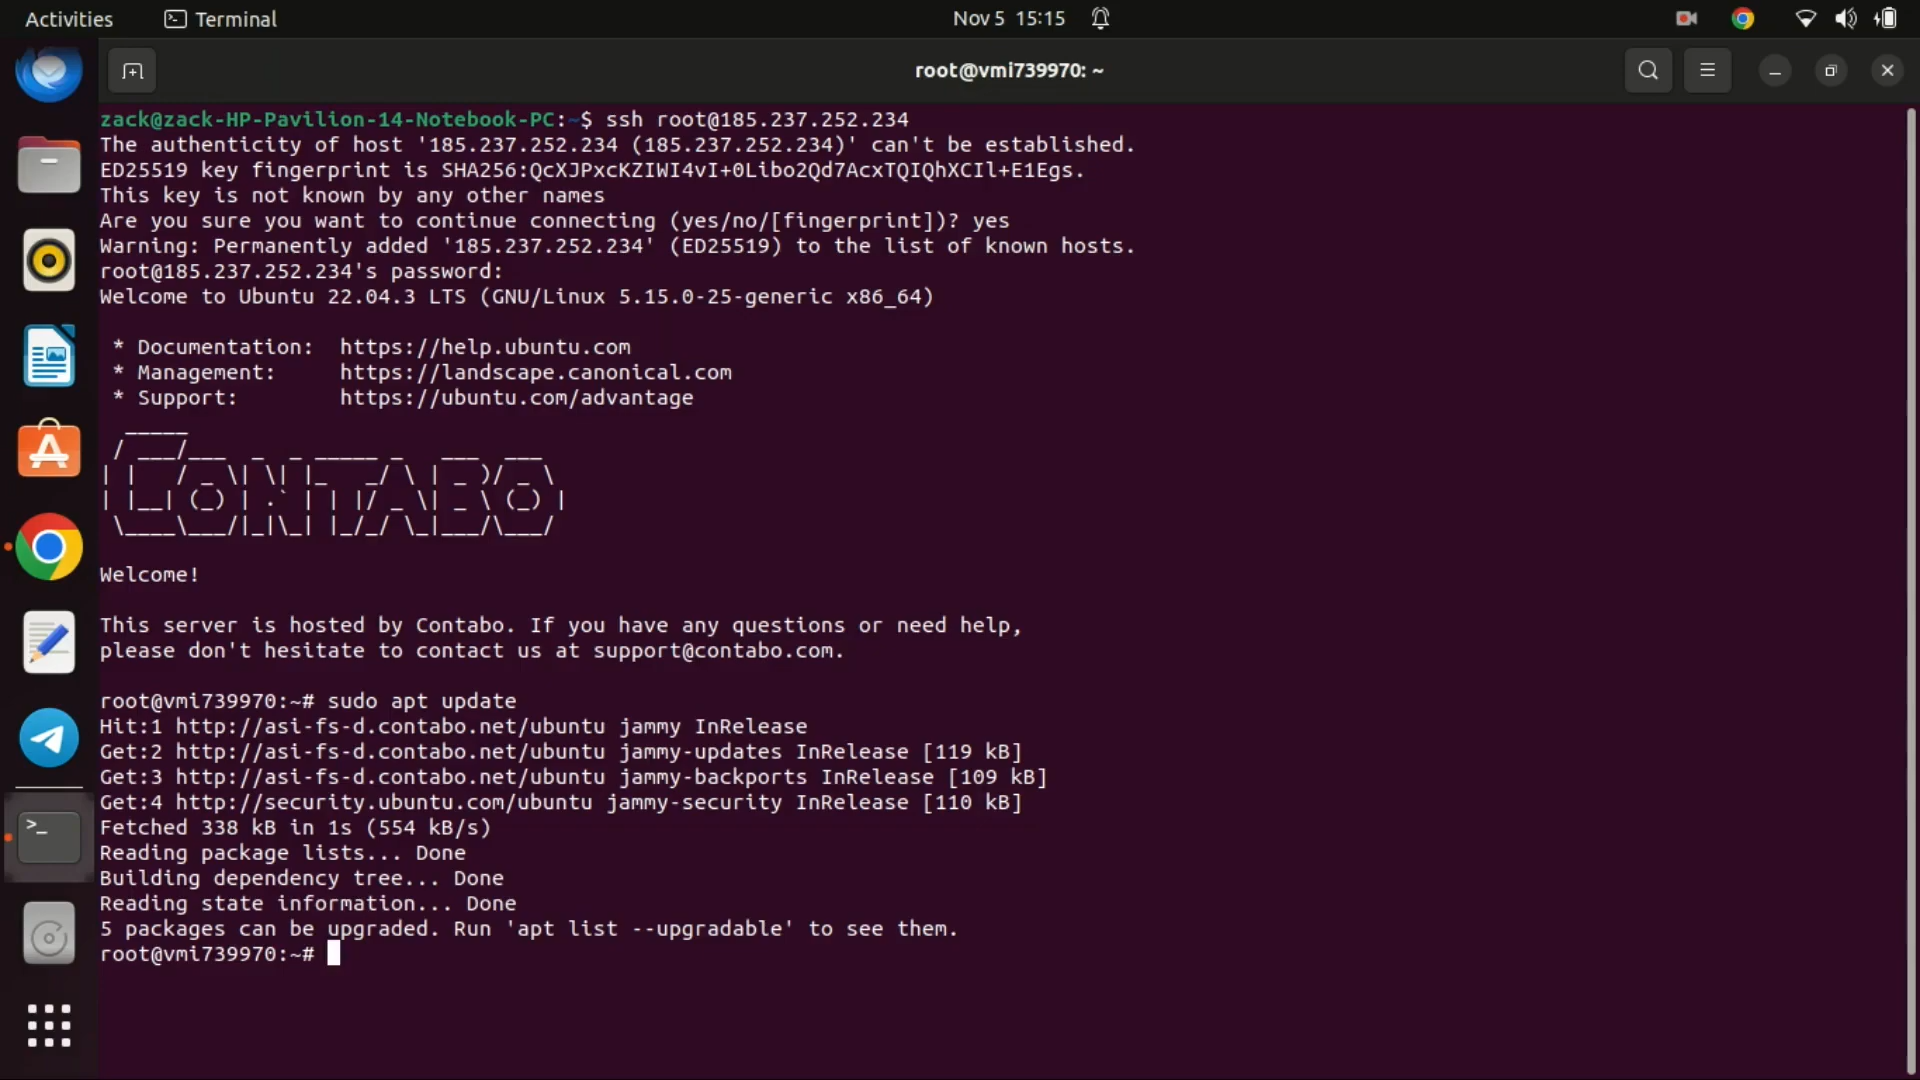 Activities
Terminal
Nov 5 15:15
root@vmi739970: ~
zack@zack-HP-Pavilion-14-Notebook-PC:~$ ssh root@185.237.252.234
The authenticity of host '185.237.252.234 (185.237.252.234)' can't be established.
ED25519 key fingerprint is SHA256:QcXJPxcKZIWI4vI+0Libo2Qd7AcxTQIQhXCIl+E1Egs.
This key is not known by any other names
Are you sure you want to continue connecting (yes/no/[fingerprint])? yes
Warning: Permanently added '185.237.252.234' (ED25519) to the list of known hosts.
root@185.237.252.234's password:
Welcome to Ubuntu 22.04.3 LTS (GNU/Linux 5.15.0-25-generic x86_64)
* Documentation:  https://help.ubuntu.com
* Management:     https://landscape.canonical.com
* Support:        https://ubuntu.com/advantage
CONTABO
Welcome!
This server is hosted by Contabo. If you have any questions or need help,
please don't hesitate to contact us at support@contabo.com.
root@vmi739970:~# sudo apt update
Hit:1 http://asi-fs-d.contabo.net/ubuntu jammy InRelease
Get:2 http://asi-fs-d.contabo.net/ubuntu jammy-updates InRelease [119 kB]
Get:3 http://asi-fs-d.contabo.net/ubuntu jammy-backports InRelease [109 kB]
Get:4 http://security.ubuntu.com/ubuntu jammy-security InRelease [110 kB]
Fetched 338 kB in 1s (554 kB/s)
Reading package lists... Done
Building dependency tree... Done
Reading state information... Done
5 packages can be upgraded. Run 'apt list --upgradable' to see them.
root@vmi739970:~#